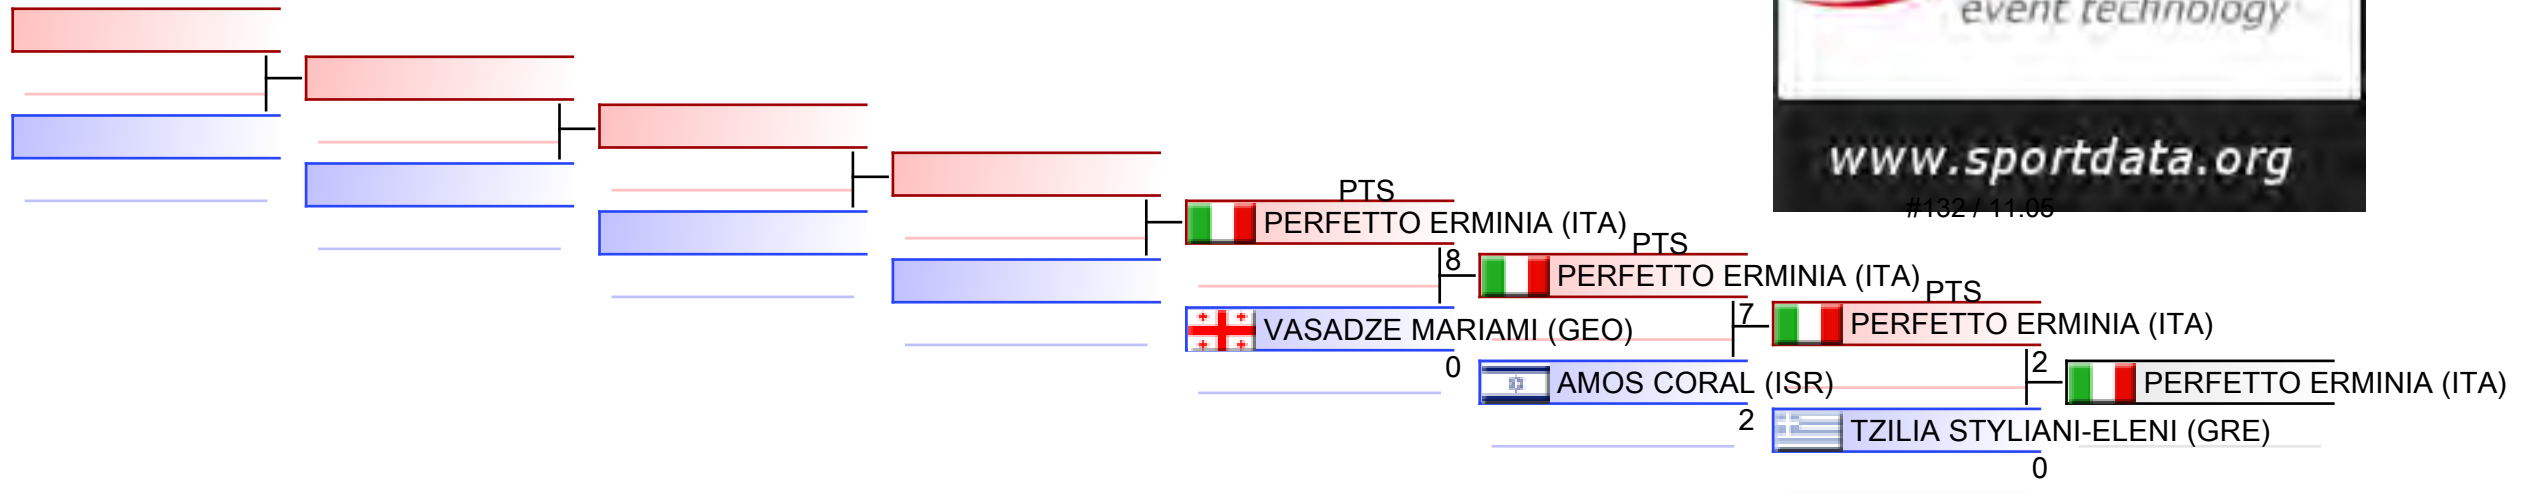 event technology
www.sportdata.org
#132 / 11.05
PTS
PERFETTO ERMINIA (ITA)
8
VASADZE MARIAMI (GEO)
0
PTS
PERFETTO ERMINIA (ITA)
7
AMOS CORAL (ISR)
2
PTS
PERFETTO ERMINIA (ITA)
2
TZILIA STYLIANI-ELENI (GRE)
0
PERFETTO ERMINIA (ITA)